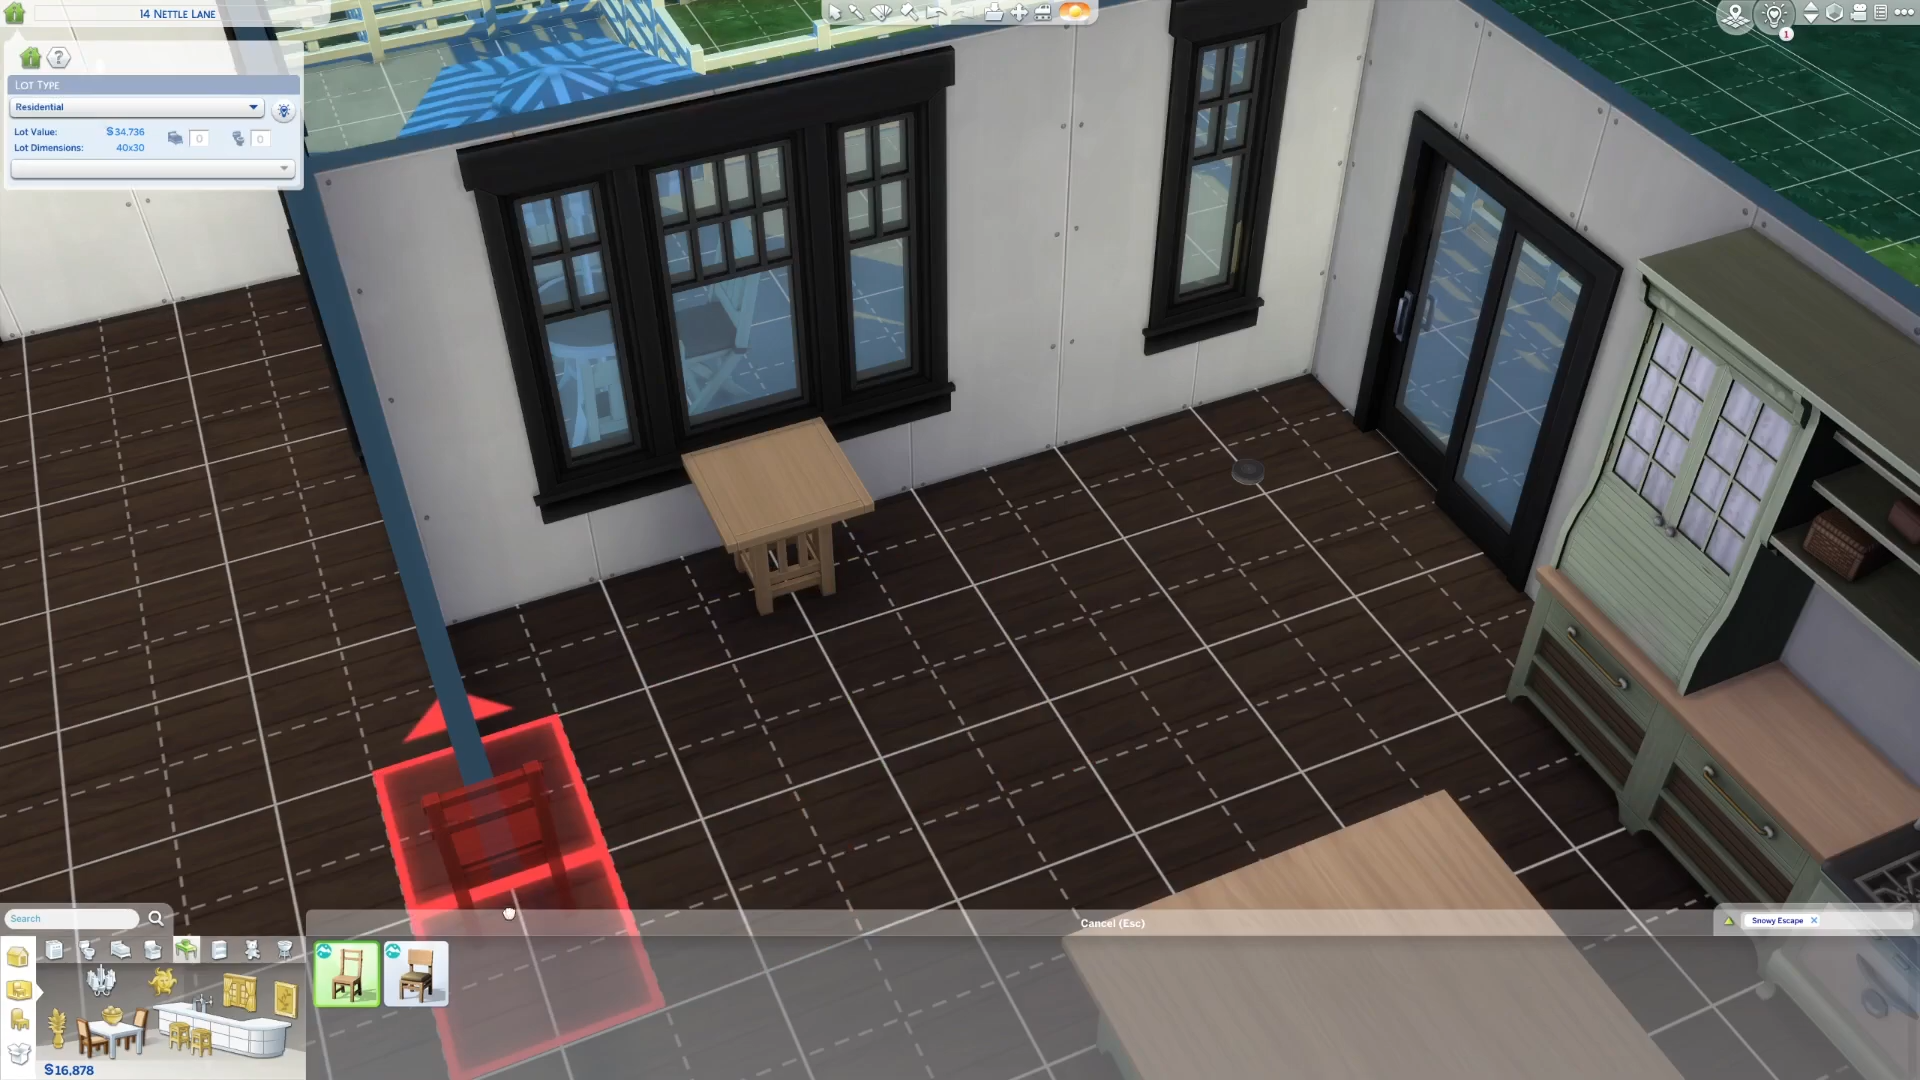 14 Nettle Lane
1
Lot Type
Residential
Lot Value: §34,736
0
0
Lot Dimensions: 40x30
Search
Cancel (Esc)
Snowy Escape
§16,878